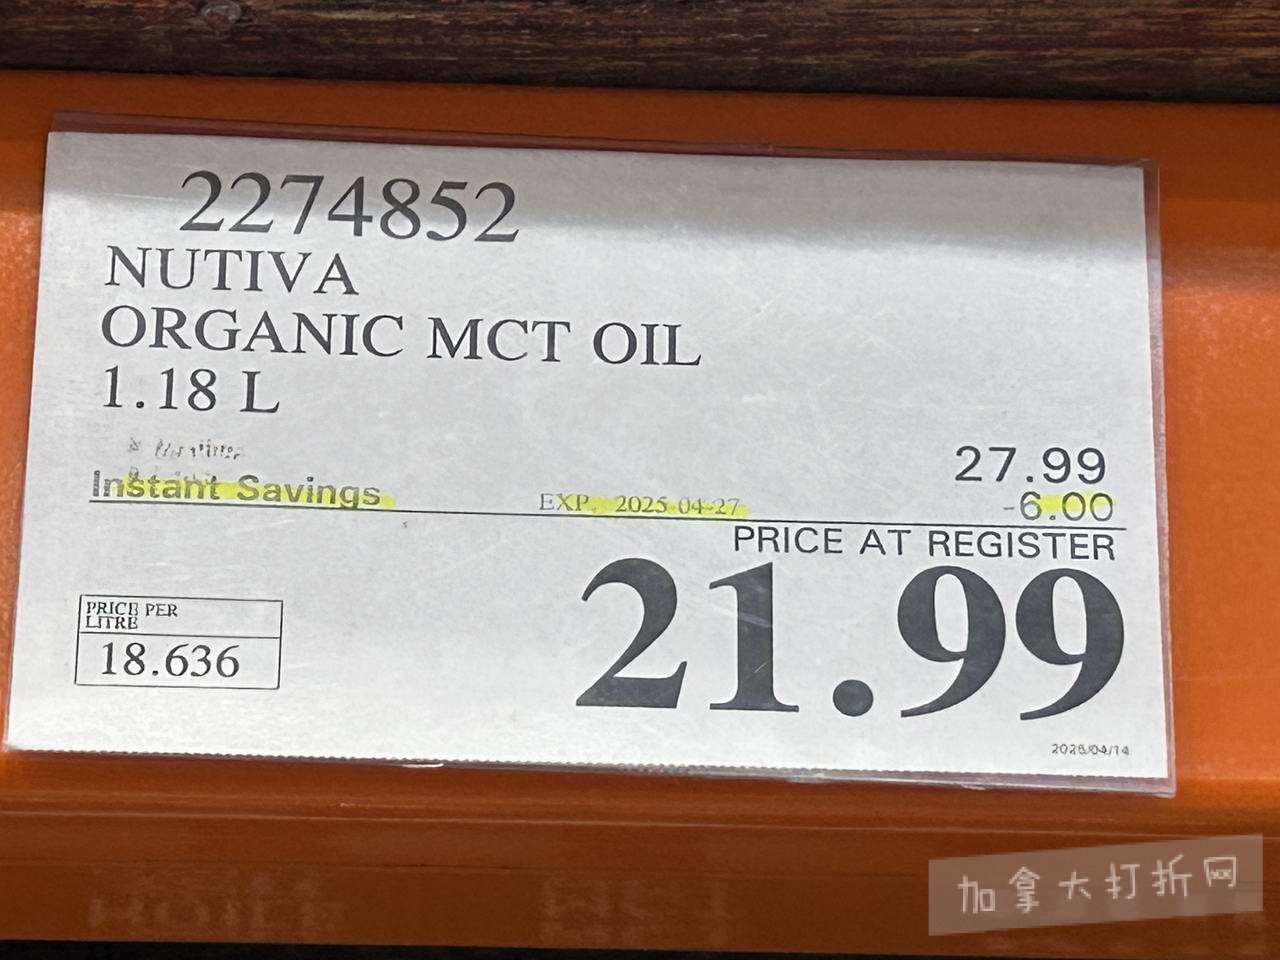 2274852
NUTIVA
ORGANIC MCT OIL
1.18 L
27.99
Instant Savings EXP. 2025-04-27 -6.00
PRICE AT REGISTER
21.99
PRICE PER
LITRE
18.636
2025/04/14
加拿大打折网